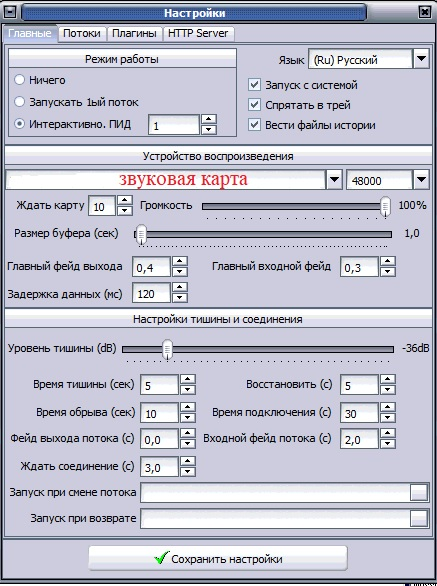 Настройки
Главные Потоки Плагины HTTP Server
Режим работы
Язык (Ru) Русский
Ничего
Запуск с системой
Запускать 1ый поток
Спрятать в трей
Интерактивно. ПИД 1
Вести файлы истории
Устройство воспроизведения
звуковая карта 48000
Ждать карту 10 Громкость 100%
Размер буфера (сек) 1,0
Главный фейд выхода 0,4 Главный входной фейд 0,3
Задержка данных (мс) 120
Настройки тишины и соединения
Уровень тишины (dB) -36dB
Время тишины (сек) 5 Восстановить (с) 5
Время обрыва (сек) 10 Время подключения (с) 30
Фейд выхода потока (с) 0,0 Входной фейд потока (с) 2,0
Ждать соединение (с) 3,0
Запуск при смене потока
Запуск при возврате
Сохранить настройки